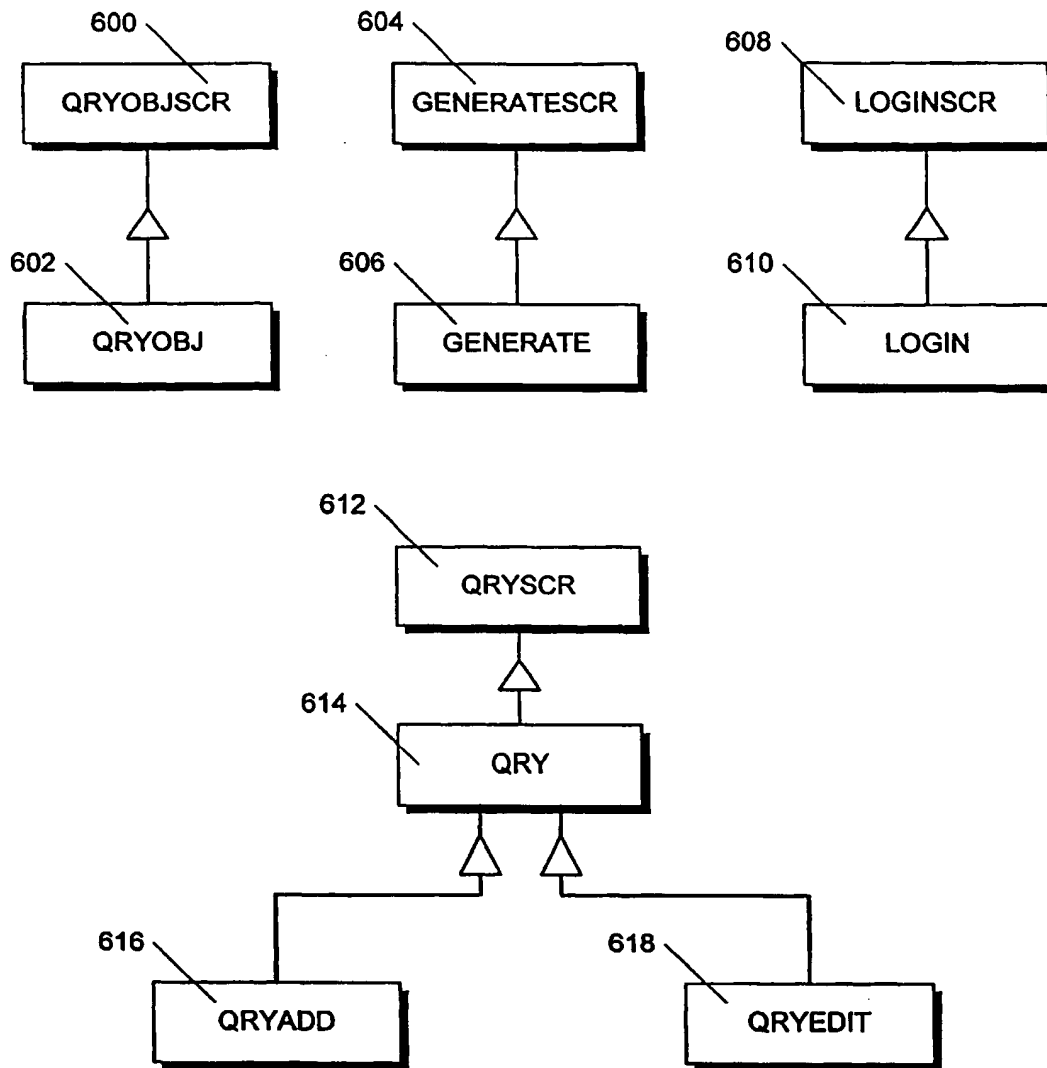 600
604
608
QRYOBJSCR
GENERATESCR
LOGINSCR
602
606
610
QRYOBJ
GENERATE
LOGIN
612
QRYSCR
614
QRY
616
618
QRYADD
QRYEDIT